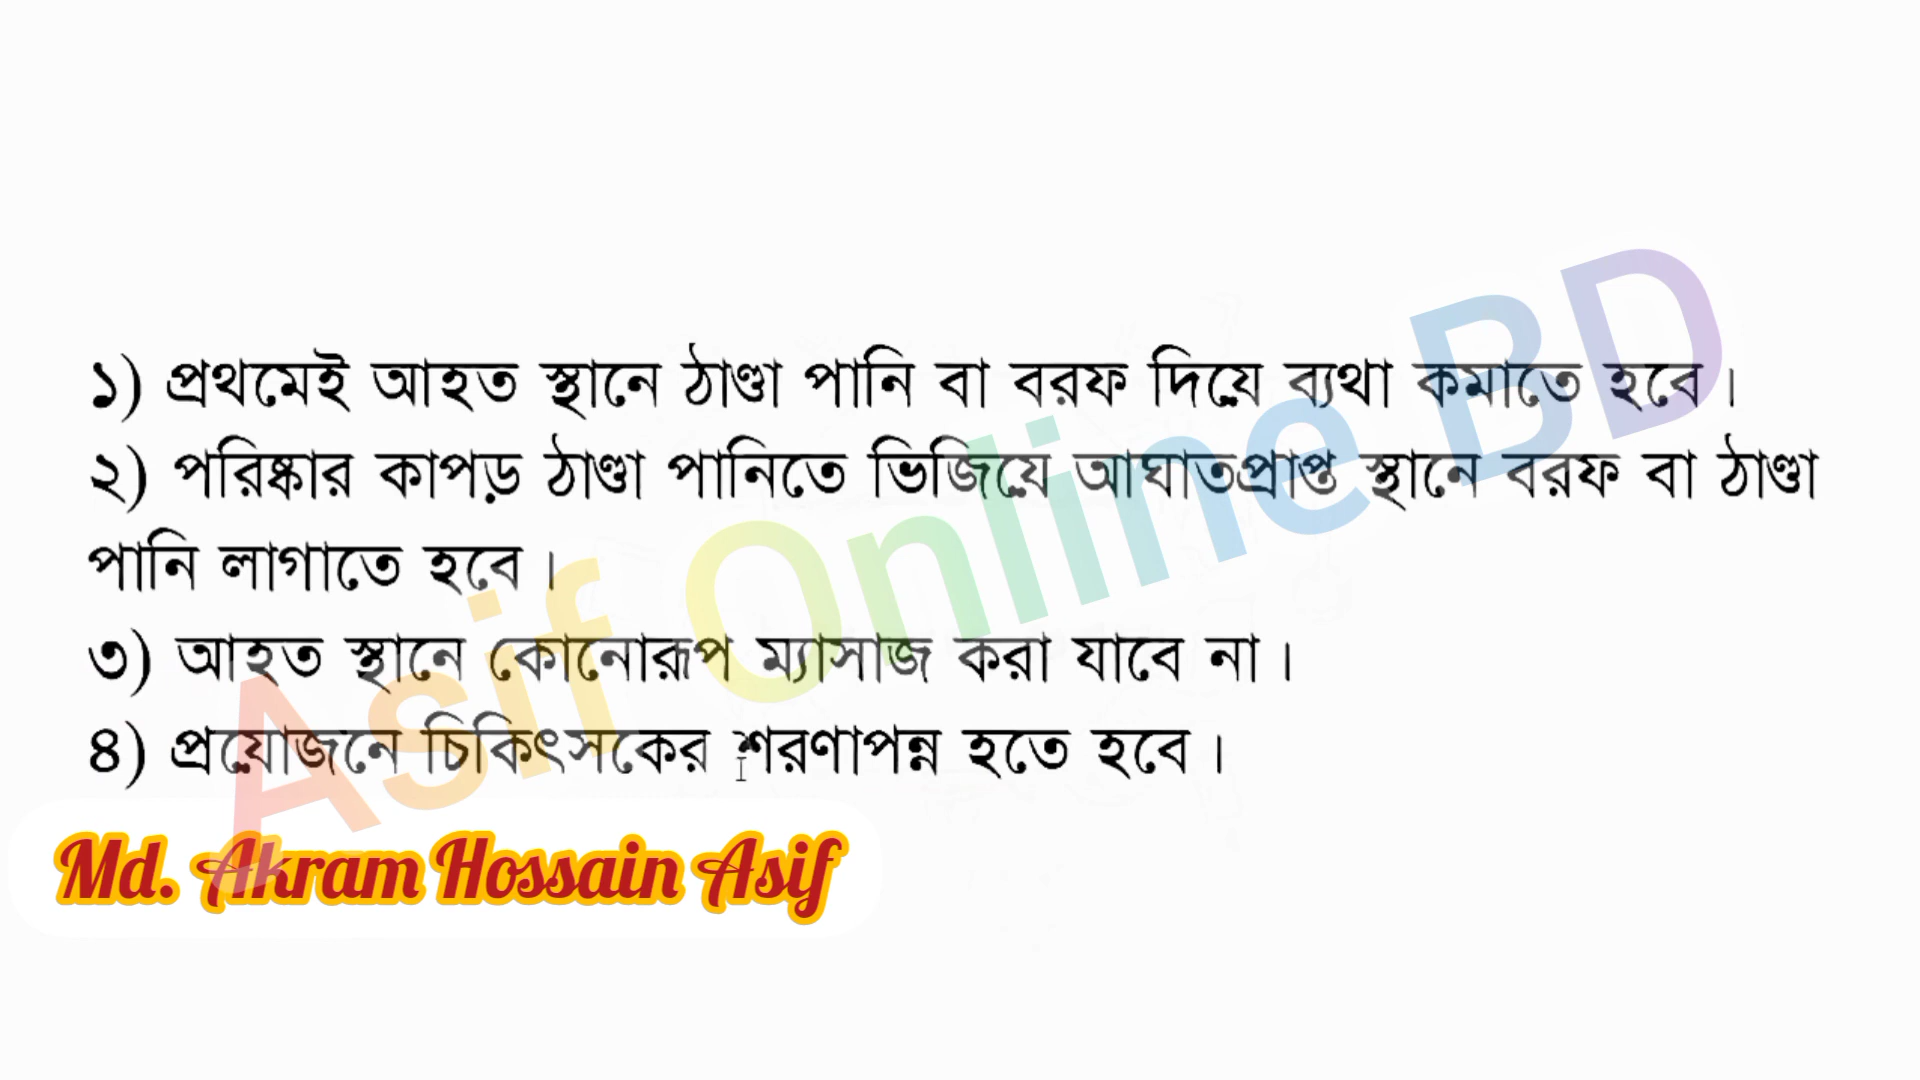 ১) প্রথমেই আহত স্থানে ঠাণ্ডা পানি বা বরফ দিয়ে ব্যথা কমাতে হবে।
২) পরিষ্কার কাপড় ঠাণ্ডা পানিতে ভিজিয়ে আঘাতপ্রাপ্ত স্থানে বরফ বা ঠাণ্ডা
পানি লাগাতে হবে।
৩) আহত স্থানে কোনোরূপ ম্যাসাজ করা যাবে না।
৪) প্রয়োজনে চিকিৎসকের শরণাপন্ন হতে হবে।
Asif Online BD
Md. Akram Hossain Asif